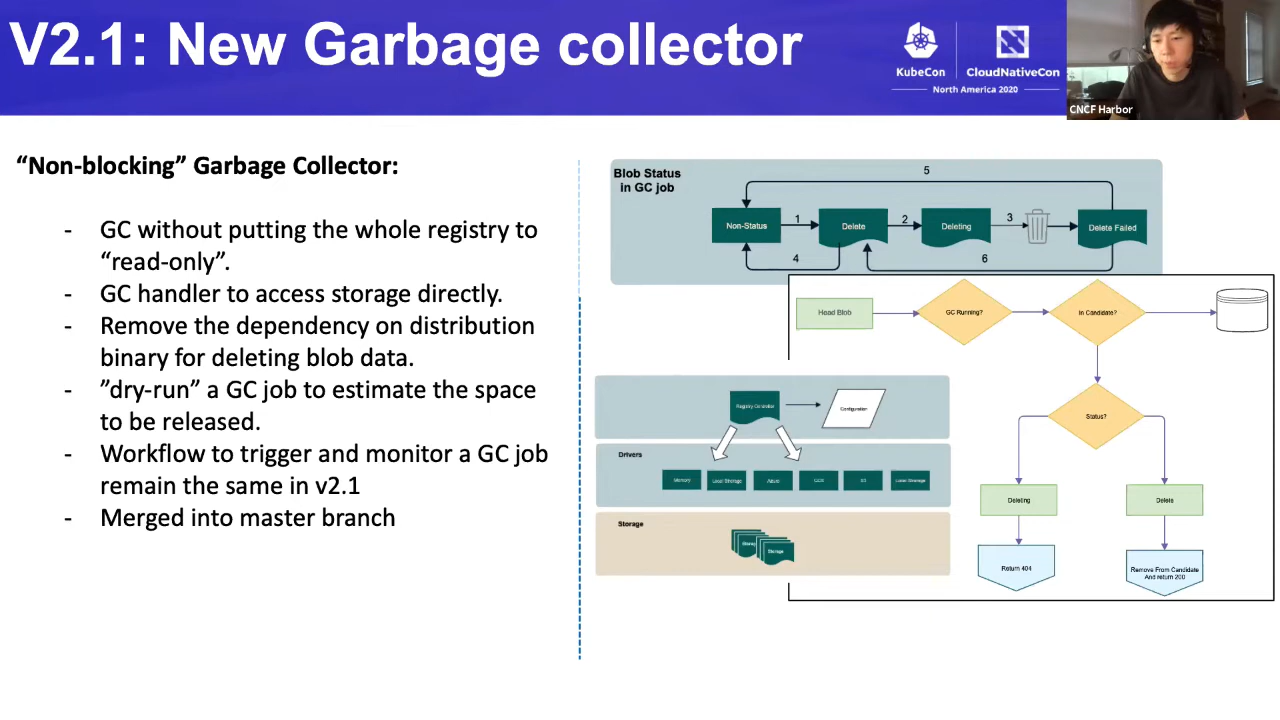 V2.1: New Garbage collector
KubeCon
CloudNativeCon
North America 2020
CNCF Harbor
“Non-blocking” Garbage Collector:
- GC without putting the whole registry to
“read-only”.
- GC handler to access storage directly.
- Remove the dependency on distribution
binary for deleting blob data.
- ”dry-run” a GC job to estimate the space
to be released.
- Workflow to trigger and monitor a GC job
remain the same in v2.1
- Merged into master branch
Blob Status
in GC job
5
Non-Status
1
Delete
2
Deleting
3
Delete Failed
4
6
Head Blob
GC Running?
In Candidate?
Status?
Deleting
Delete
Return 404
Remove From Candidate
And return 200
Registry Controller
Configuration
Drivers
Memory
Local Storage
Azure
GCS
S3
Local Storage
Storage
Storage
Storage